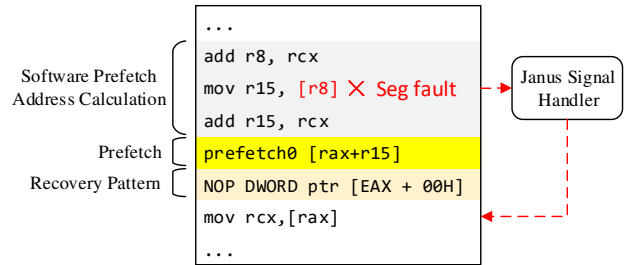 ...
Software Prefetch
Address Calculation
add r8, rcx
mov r15, [r8] ✕ Seg fault
add r15, rcx
Janus Signal
Handler
Prefetch
prefetch0 [rax+r15]
Recovery Pattern
NOP DWORD ptr [EAX + 00H]
mov rcx,[rax]
...